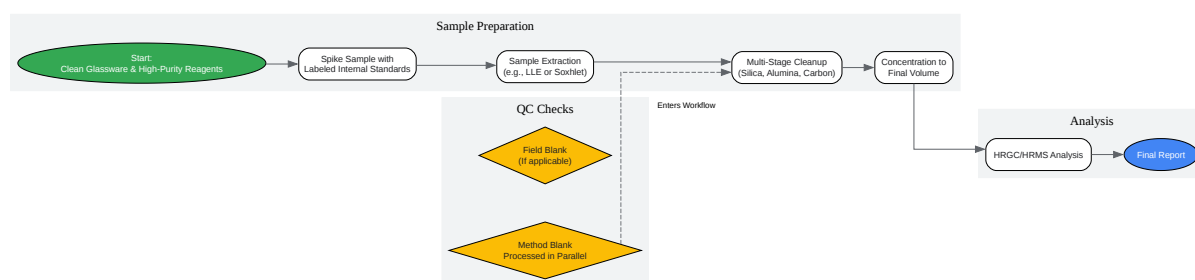 Sample Preparation
Start:
Clean Glassware & High-Purity Reagents
Spike Sample with
Labeled Internal Standards
Sample Extraction
(e.g., LLE or Soxhlet)
Multi-Stage Cleanup
(Silica, Alumina, Carbon)
Concentration to
Final Volume
QC Checks
Enters Workflow
Field Blank
(If applicable)
Method Blank
Processed in Parallel
Analysis
HRGC/HRMS Analysis
Final Report